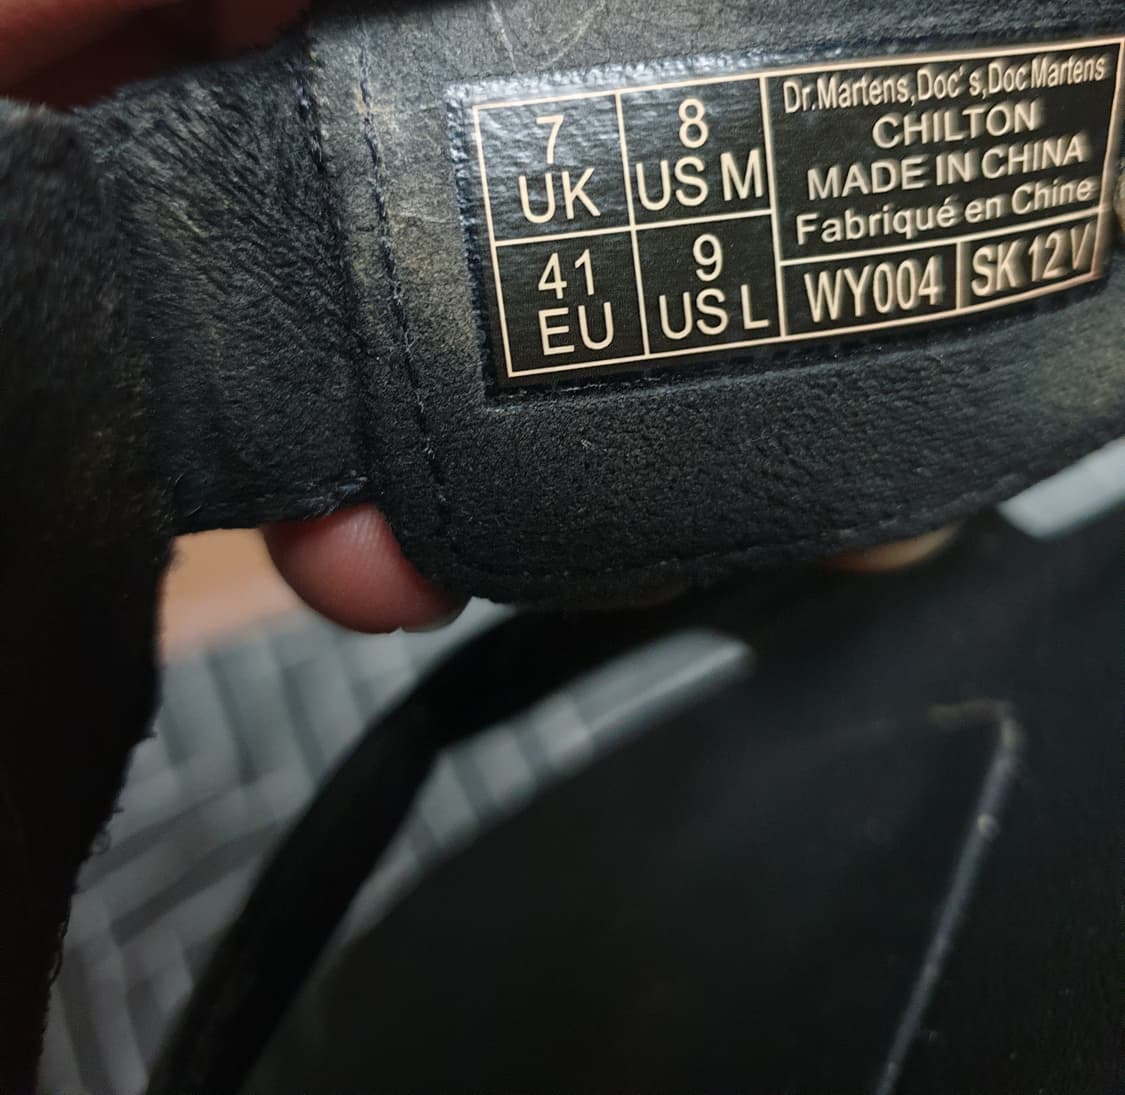 7
UK
8
US M
41
EU
9
US L
Dr.Martens,Doc's,Doc Martens
CHILTON
MADE IN CHINA
Fabriqué en Chine
WY004
SK 12 V